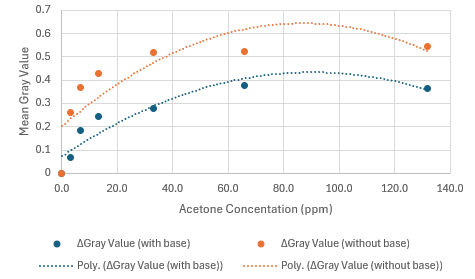 0.7
0.6
0.5
0.4
0.3
0.2
0.1
0
Mean Gray Value
0.0 20.0 40.0 60.0 80.0 100.0 120.0 140.0
Acetone Concentation (ppm)
ΔGray Value (with base) ΔGray Value (without base)
Poly. (ΔGray Value (with base)) Poly. (ΔGray Value (without base))